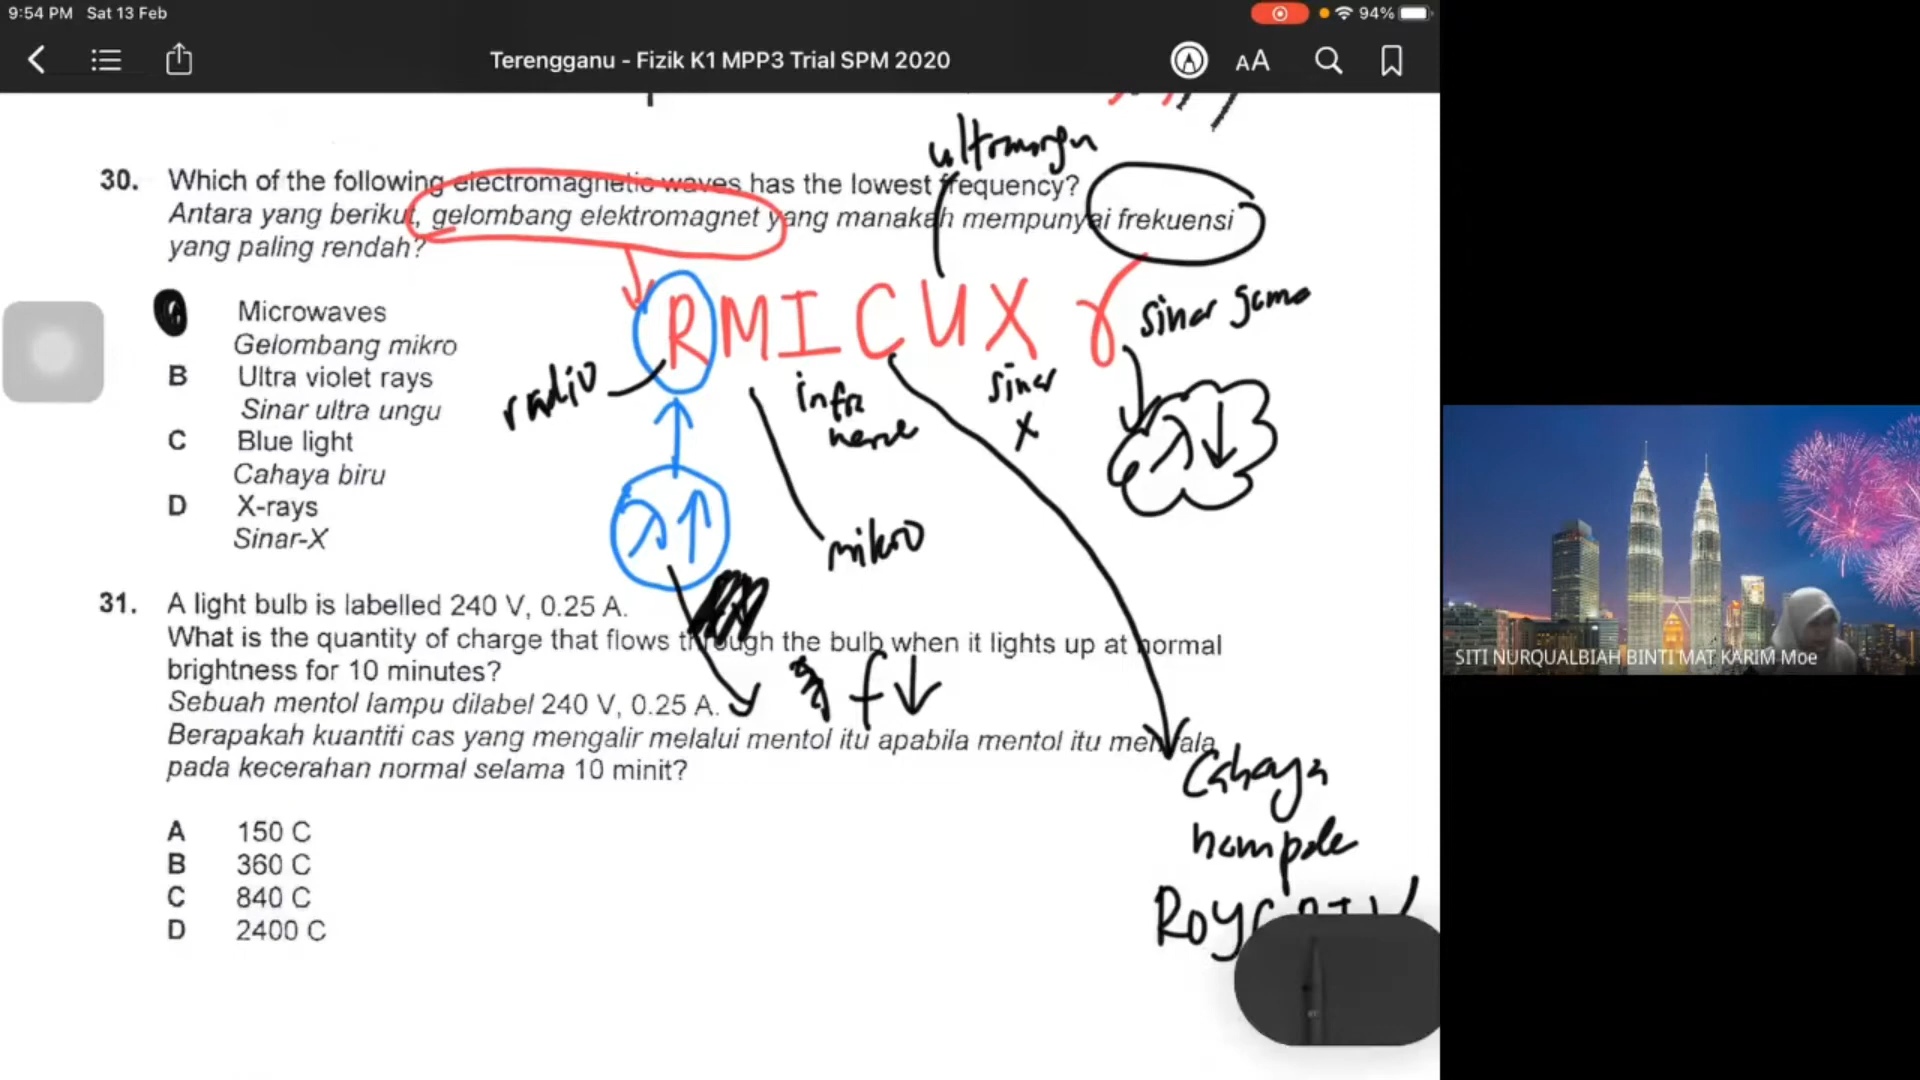 9:54 PM Sat 13 Feb
94%
Terengganu - Fizik K1 MPP3 Trial SPM 2020
AA
30. Which of the following electromagnetic waves has the lowest frequency?
Antara yang berikut, gelombang elektromagnet yang manakah mempunyai frekuensi
yang paling rendah?
Microwaves
Gelombang mikro
B Ultra violet rays
Sinar ultra ungu
C Blue light
Cahaya biru
D X-rays
Sinar-X
R M I C U X γ
sinar gama
radio
infra
sinar
X
λ↑
λ↓
mikro
f↓
31. A light bulb is labelled 240 V, 0.25 A.
What is the quantity of charge that flows through the bulb when it lights up at normal
brightness for 10 minutes?
Sebuah mentol lampu dilabel 240 V, 0.25 A.
Berapakah kuantiti cas yang mengalir melalui mentol itu apabila mentol itu menyala
pada kecerahan normal selama 10 minit?
Cahaya
nampak
A 150 C
B 360 C
C 840 C
D 2400 C
SITI NURQUALBIAH BINTI MAT KARIM Moe